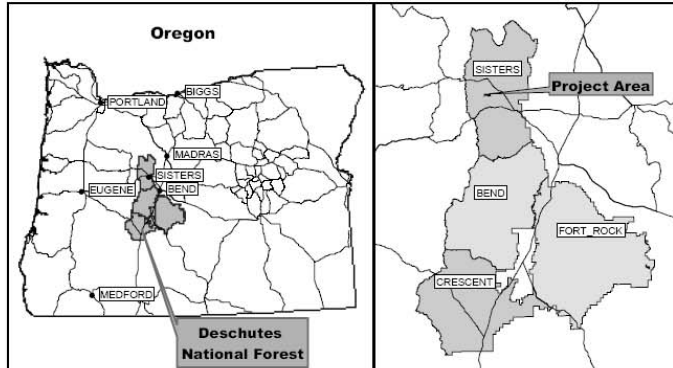 Oregon
BIGGS
PORTLAND
MADRAS
SISTERS
EUGENE
BEND
MEDFORD
Deschutes
National Forest
SISTERS
Project Area
BEND
FORT_ROCK
CRESCENT